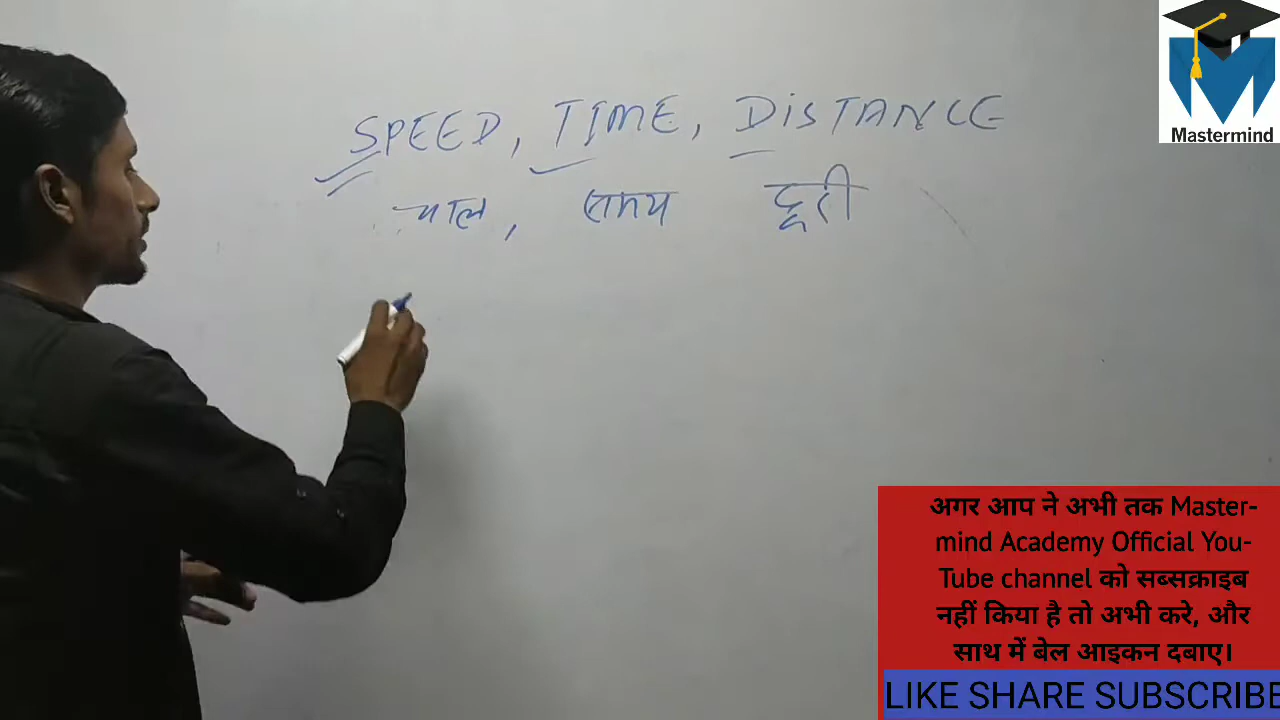 SPEED, TIME, DiSTANCE
चाल, समय दूरी
Mastermind
अगर आप ने अभी तक Master-
mind Academy Official You-
Tube channel को सब्सक्राइब
नहीं किया है तो अभी करे, और
साथ में बेल आइकन दबाए।
LIKE SHARE SUBSCRIBE